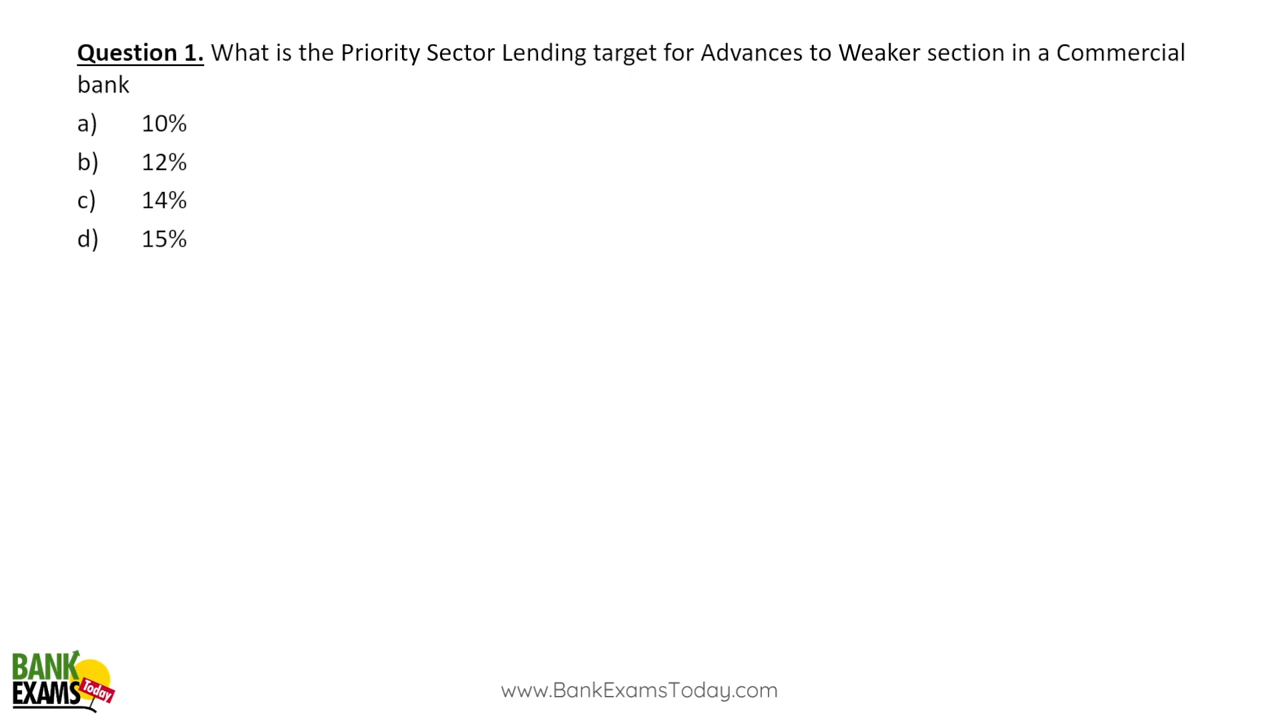 Question 1. What is the Priority Sector Lending target for Advances to Weaker section in a Commercial
bank
a) 10%
b) 12%
c) 14%
d) 15%
BANK
EXAMS Today
www.BankExamsToday.com